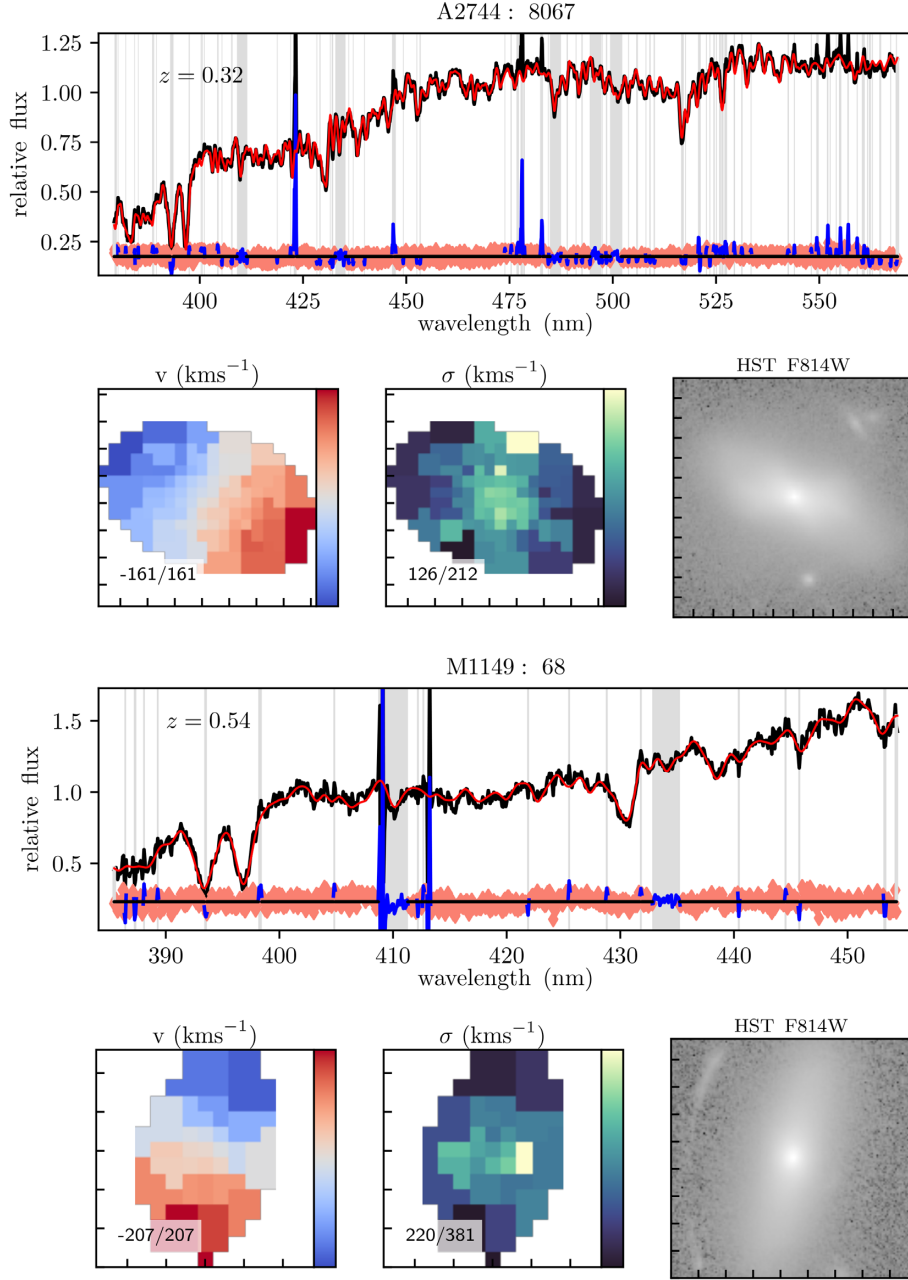 A2744 : 8067
1.25
1.00
0.75
0.50
0.25
relative flux
z = 0.32
400
425
450
475
500
525
550
wavelength (nm)
v (kms⁻¹)
σ (kms⁻¹)
HST F814W
-161/161
126/212
M1149 : 68
1.5
1.0
0.5
relative flux
z = 0.54
390
400
410
420
430
440
450
wavelength (nm)
v (kms⁻¹)
σ (kms⁻¹)
HST F814W
-207/207
220/381